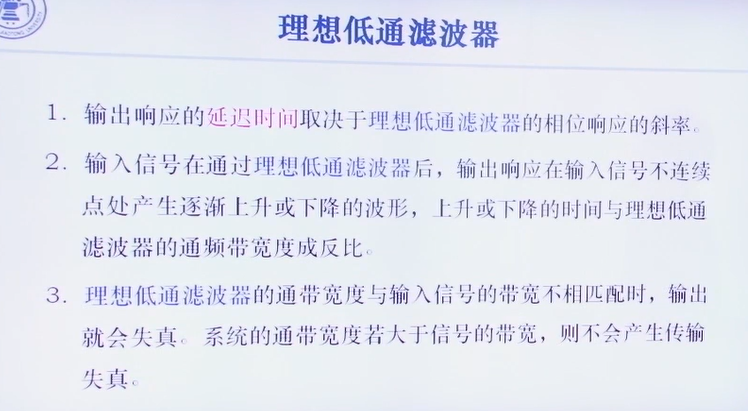 理想低通滤波器
1. 输出响应的延迟时间取决于理想低通滤波器的相位响应的斜率。
2. 输入信号在通过理想低通滤波器后，输出响应在输入信号不连续
点处产生逐渐上升或下降的波形，上升或下降的时间与理想低通
滤波器的通频带宽度成反比。
3. 理想低通滤波器的通带宽度与输入信号的带宽不相匹配时，输出
就会失真。系统的通带宽度若大于信号的带宽，则不会产生传输
失真。